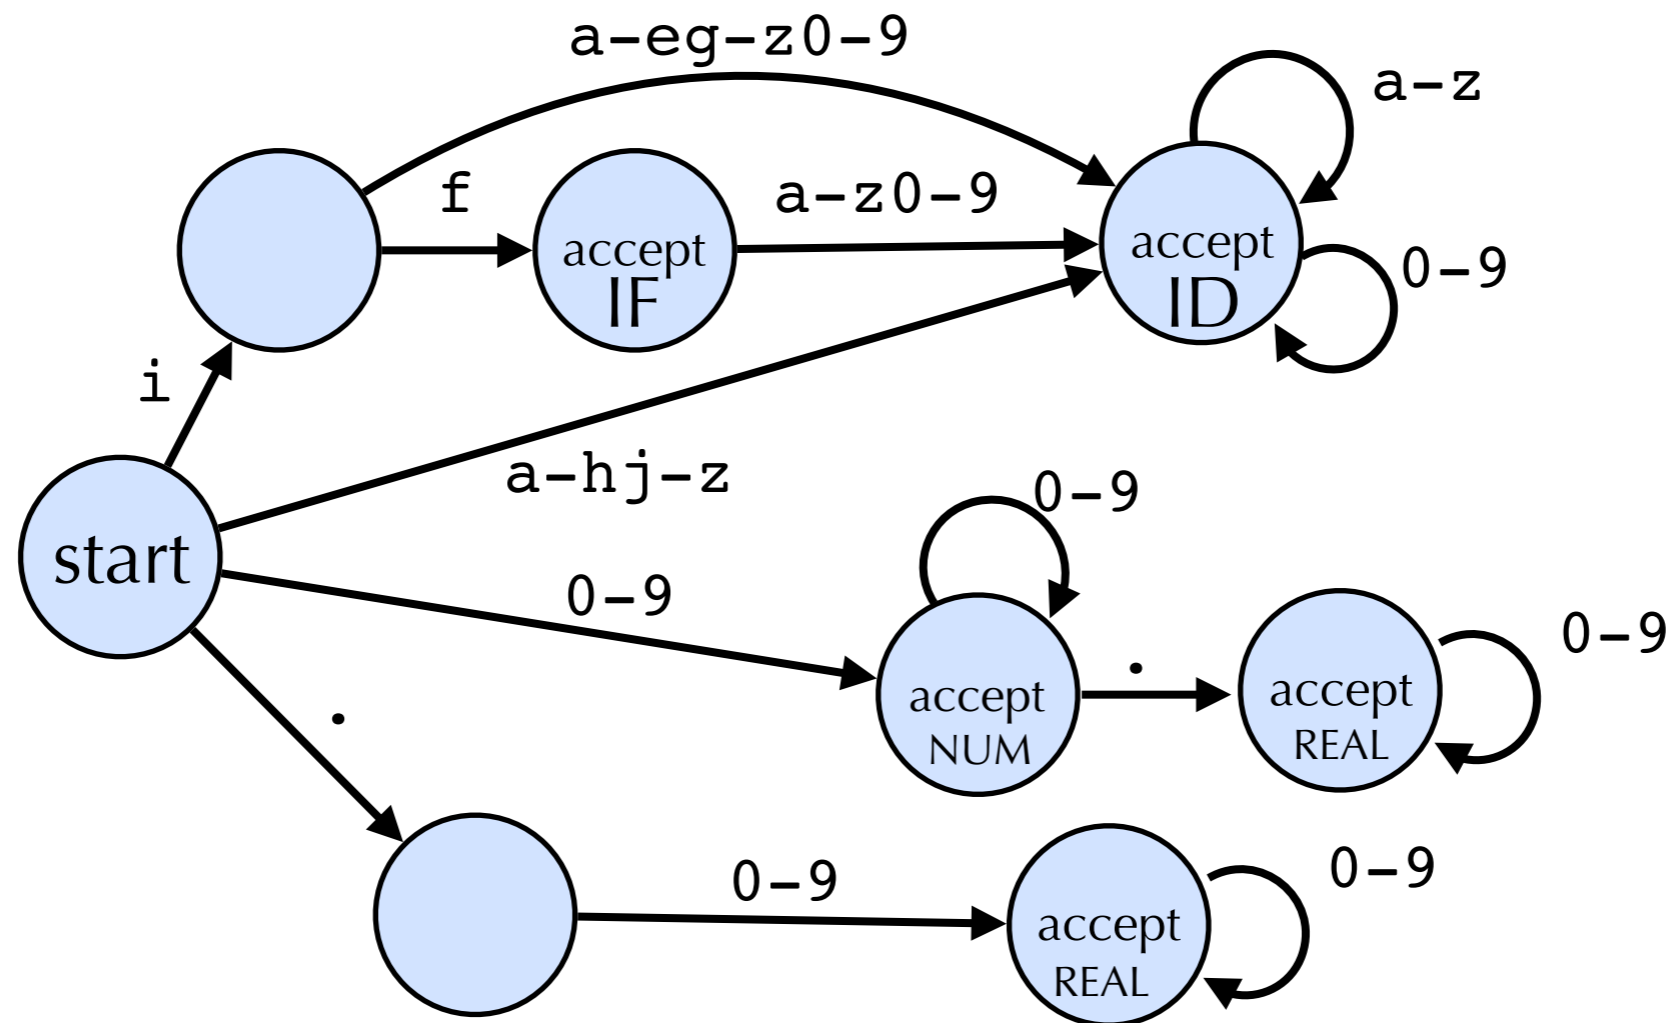 a-eg-z0-9
a-z
f
a-z0-9
accept
IF
accept
ID
0-9
i
a-hj-z
start
0-9
0-9
accept
NUM
.
accept
REAL
0-9
.
0-9
accept
REAL
0-9